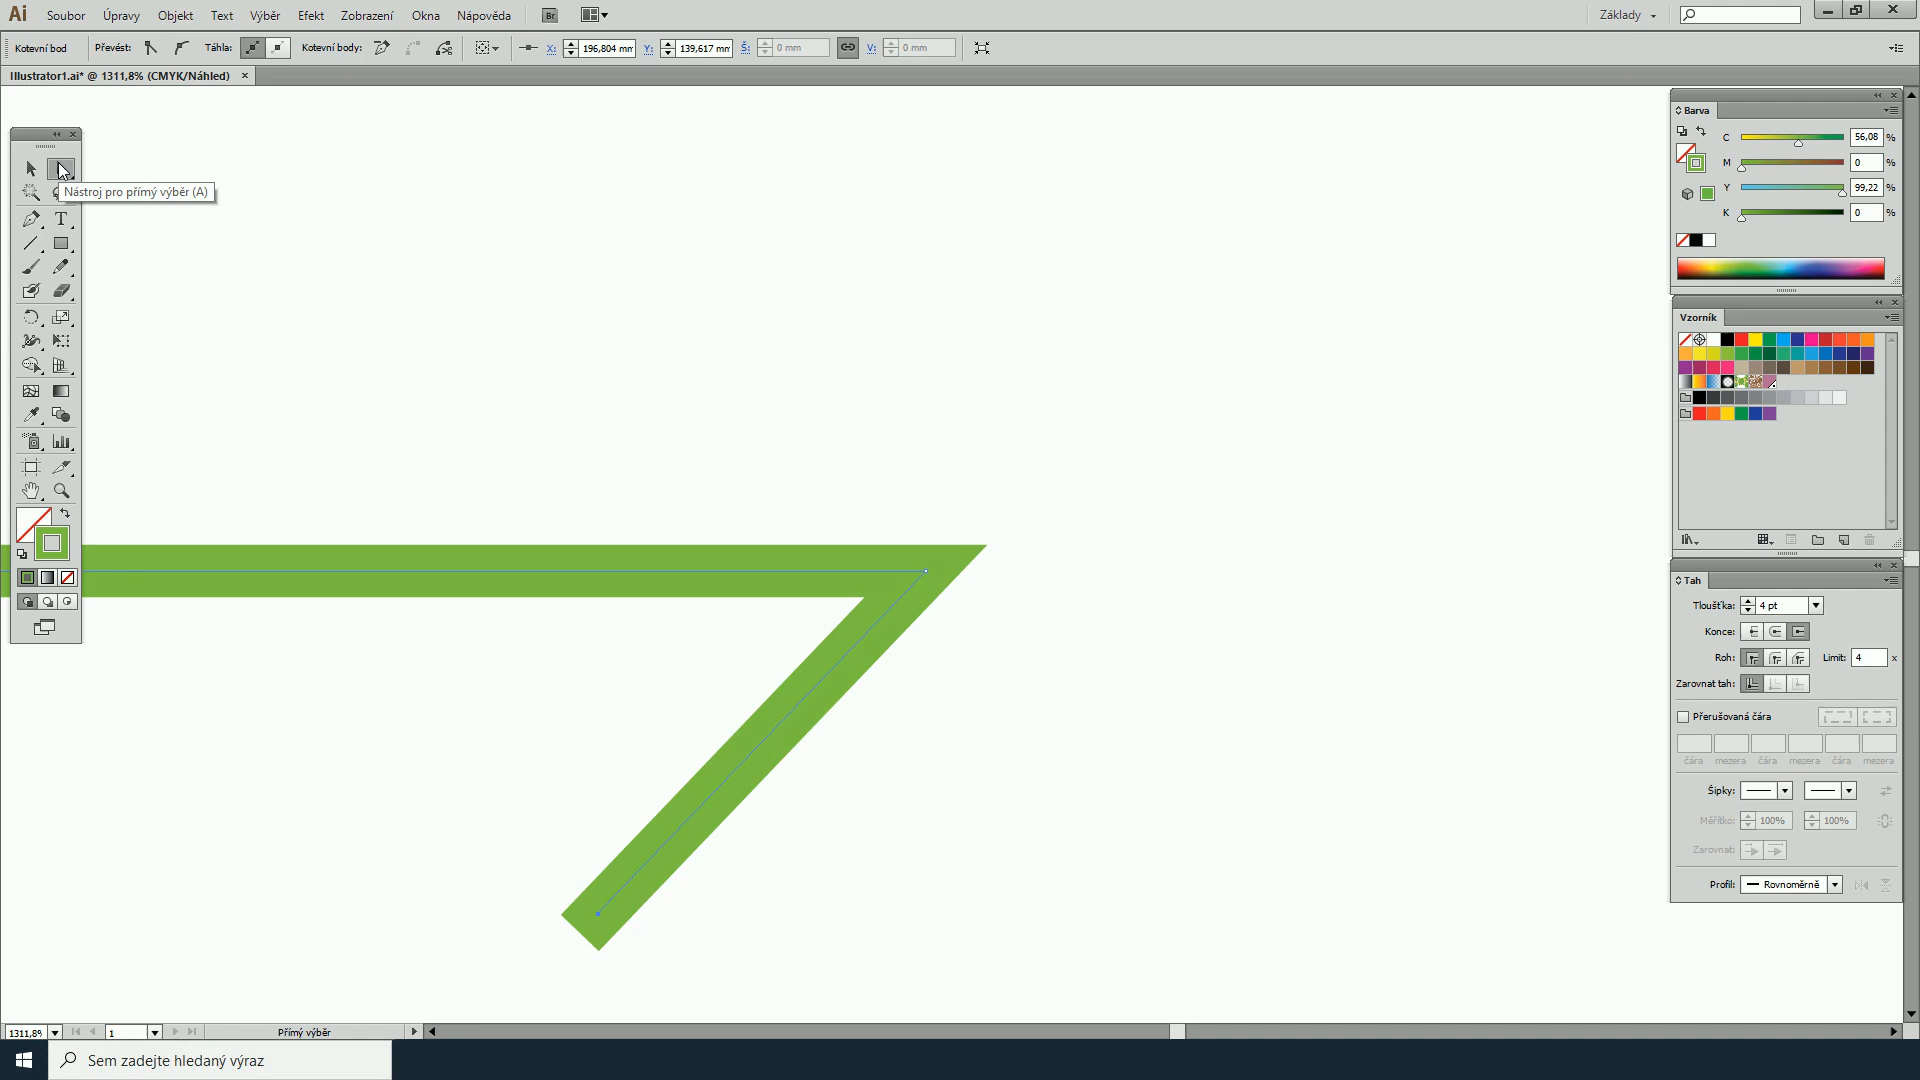 Ai Soubor Úpravy Objekt Text Výběr Efekt Zobrazení Okna Nápověda Br Základy
Kotevní bod Převést: Táhla: Kotevní body: X: 196,804 mm Y: 139,617 mm Š: 0 mm V: 0 mm
Illustrator1.ai* @ 1311,8% (CMYK/Náhled)
Nástroj pro přímý výběr (A)
T
Barva
C 56,08 %
M 0 %
Y 99,22 %
K 0 %
Vzorník
Tah
Tloušťka: 4 pt
Konce:
Roh: Limit: 4 x
Zarovnat tah:
Přerušovaná čára
čára mezera čára mezera čára mezera
Šipky:
Měřítko: 100% 100%
Zarovnat:
Profil: Rovnoměrně
1311,8% 1 Přímý výběr
Sem zadejte hledaný výraz